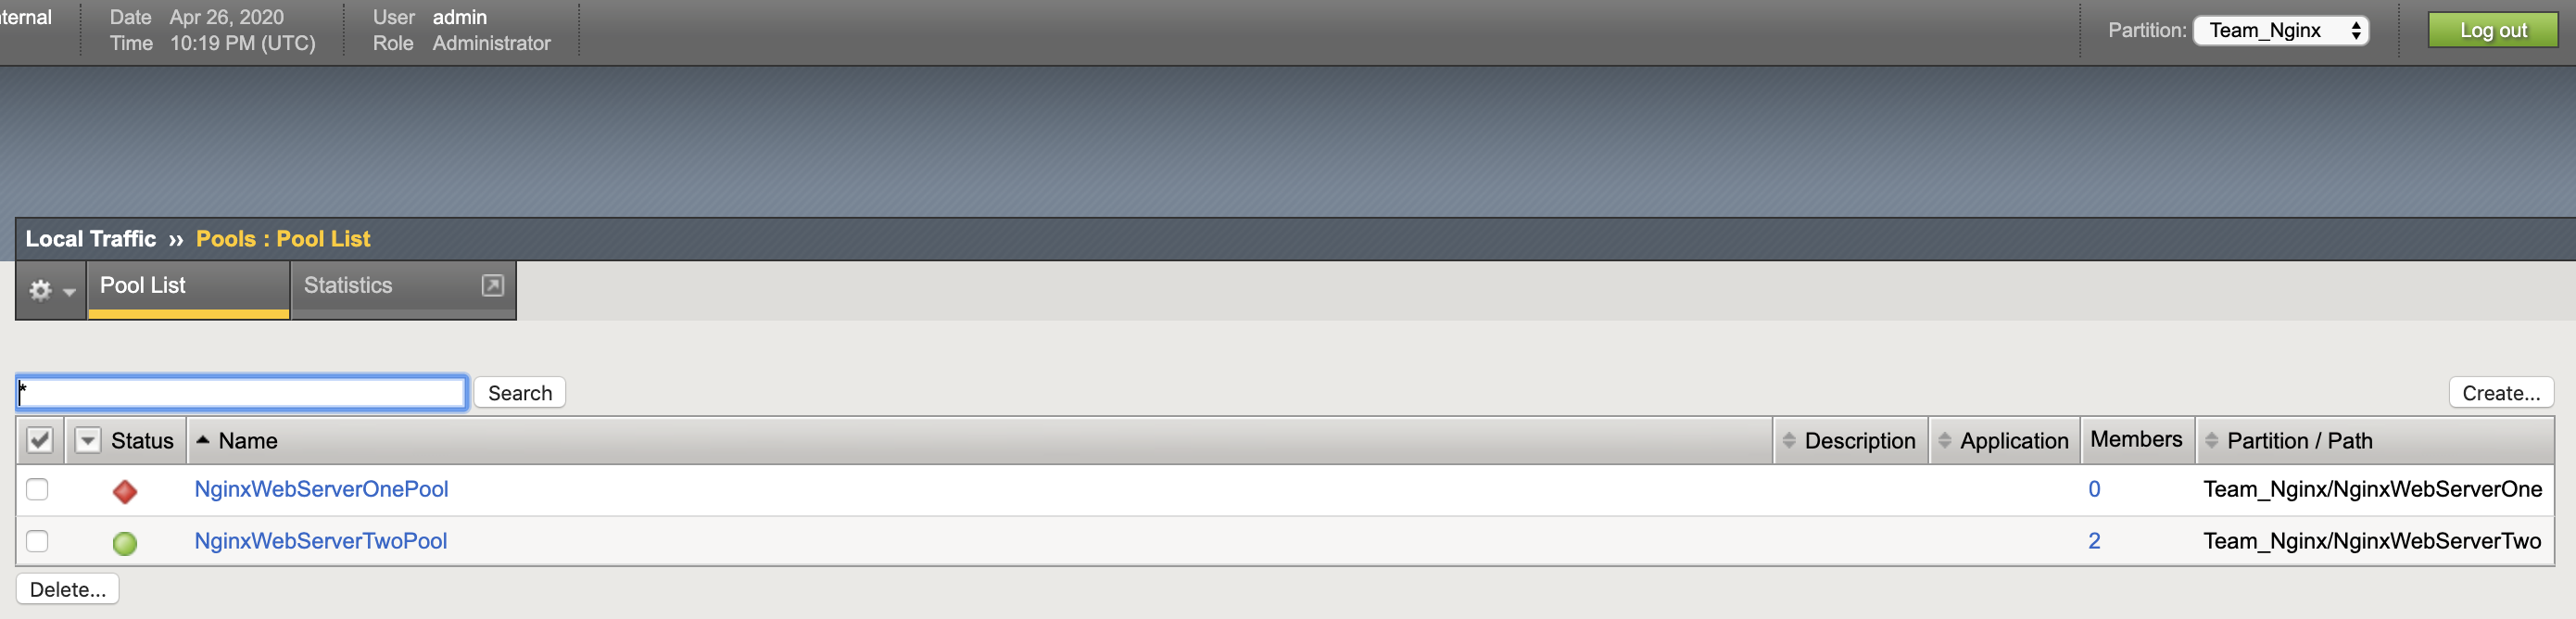 Date Apr 26, 2020 User admin
Time 10:19 PM (UTC) Role Administrator
Partition: Team_Nginx Log out
Local Traffic ›› Pools : Pool List
Pool List Statistics
* Search Create...
Status Name Description Application Members Partition / Path
NginxWebServerOnePool 0 Team_Nginx/NginxWebServerOne
NginxWebServerTwoPool 2 Team_Nginx/NginxWebServerTwo
Delete...